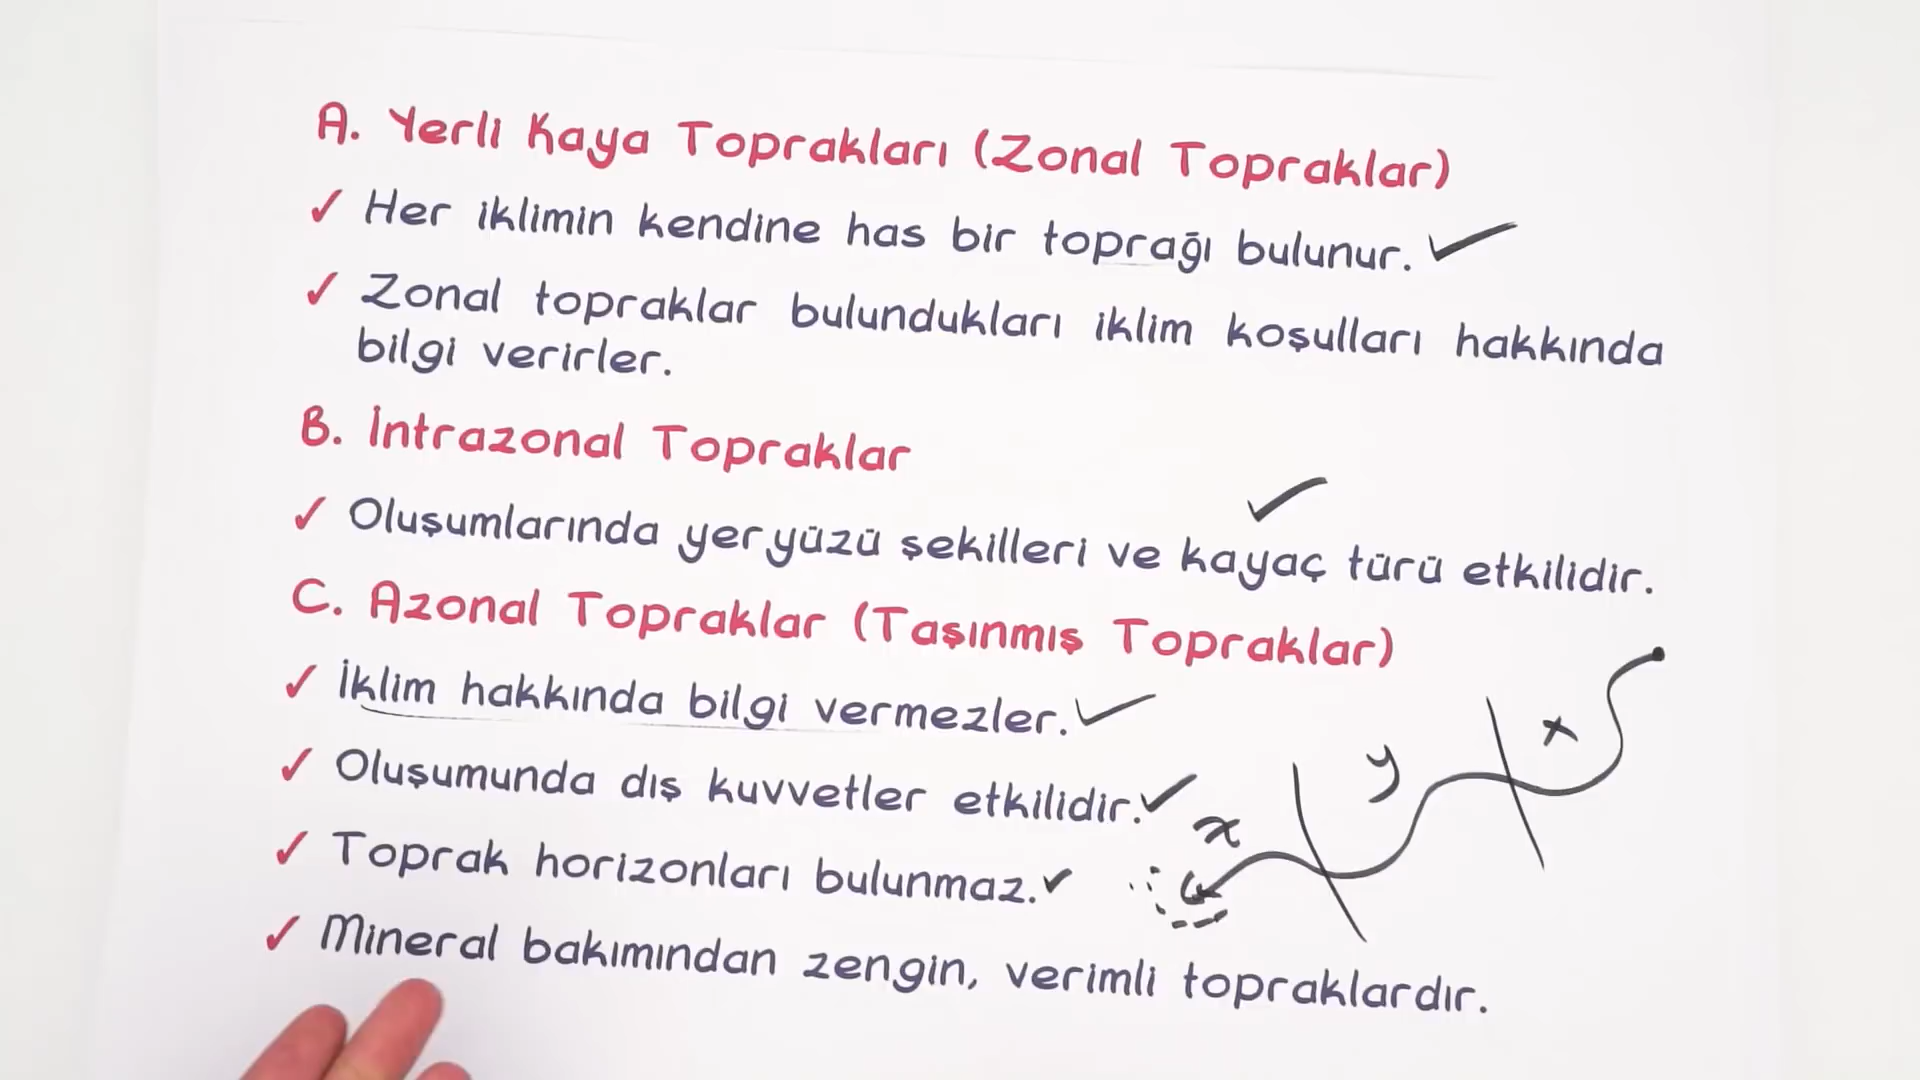 A. Yerli Kaya Toprakları (Zonal Topraklar)
✓ Her iklimin kendine has bir toprağı bulunur.
✓ Zonal topraklar bulundukları iklim koşulları hakkında
bilgi verirler.
B. İntrazonal Topraklar
✓ Oluşumlarında yeryüzü şekilleri ve kayaç türü etkilidir.
C. Azonal Topraklar (Taşınmış Topraklar)
✓ İklim hakkında bilgi vermezler.
✓ Oluşumunda dış kuvvetler etkilidir.
✓ Toprak horizonları bulunmaz.
✓ Mineral bakımından zengin, verimli topraklardır.
x y x